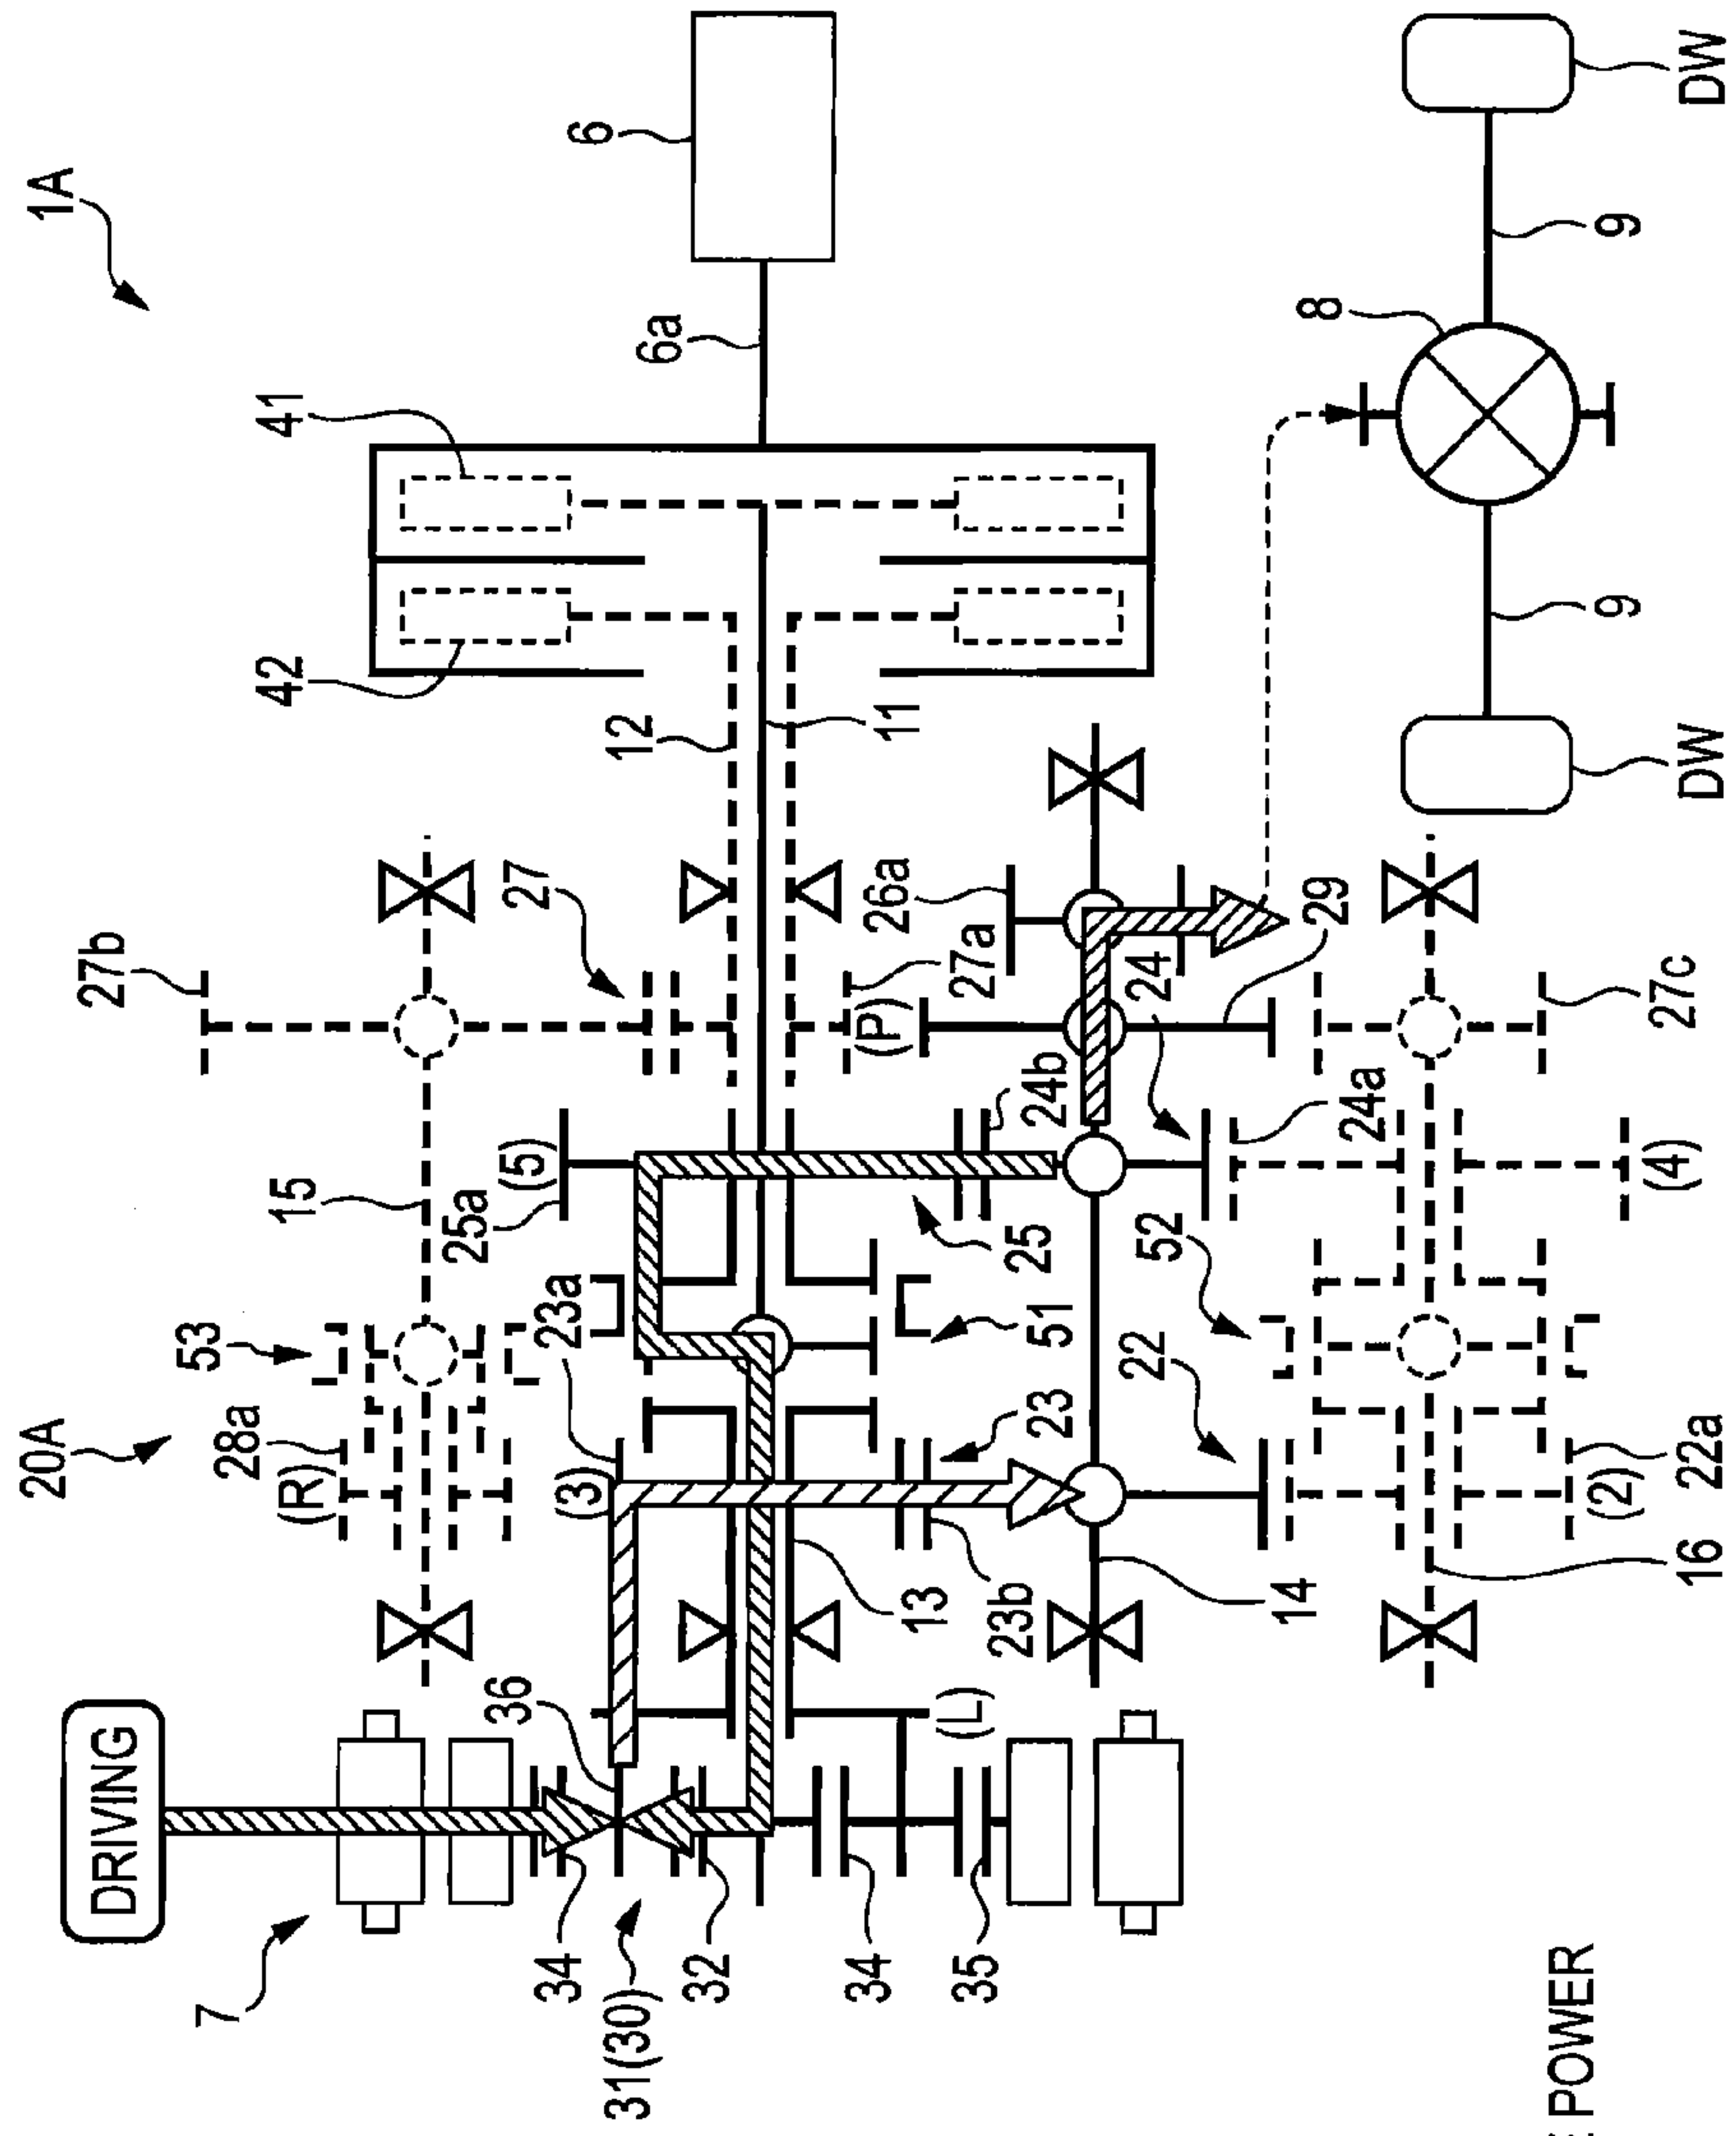 1A
6
6a
41
42
12
11
8
9
9
DW
DW
27b
27
26a
27a
(P)
29
24
27c
15
25a
(5)
24b
24a
(4)
25
52
53
23a
51
20A
28a
(R)
(3)
23
22
22a
(2)
16
14
23b
13
36
(L)
DRIVING
7
34
31(30)
32
34
35
POWER